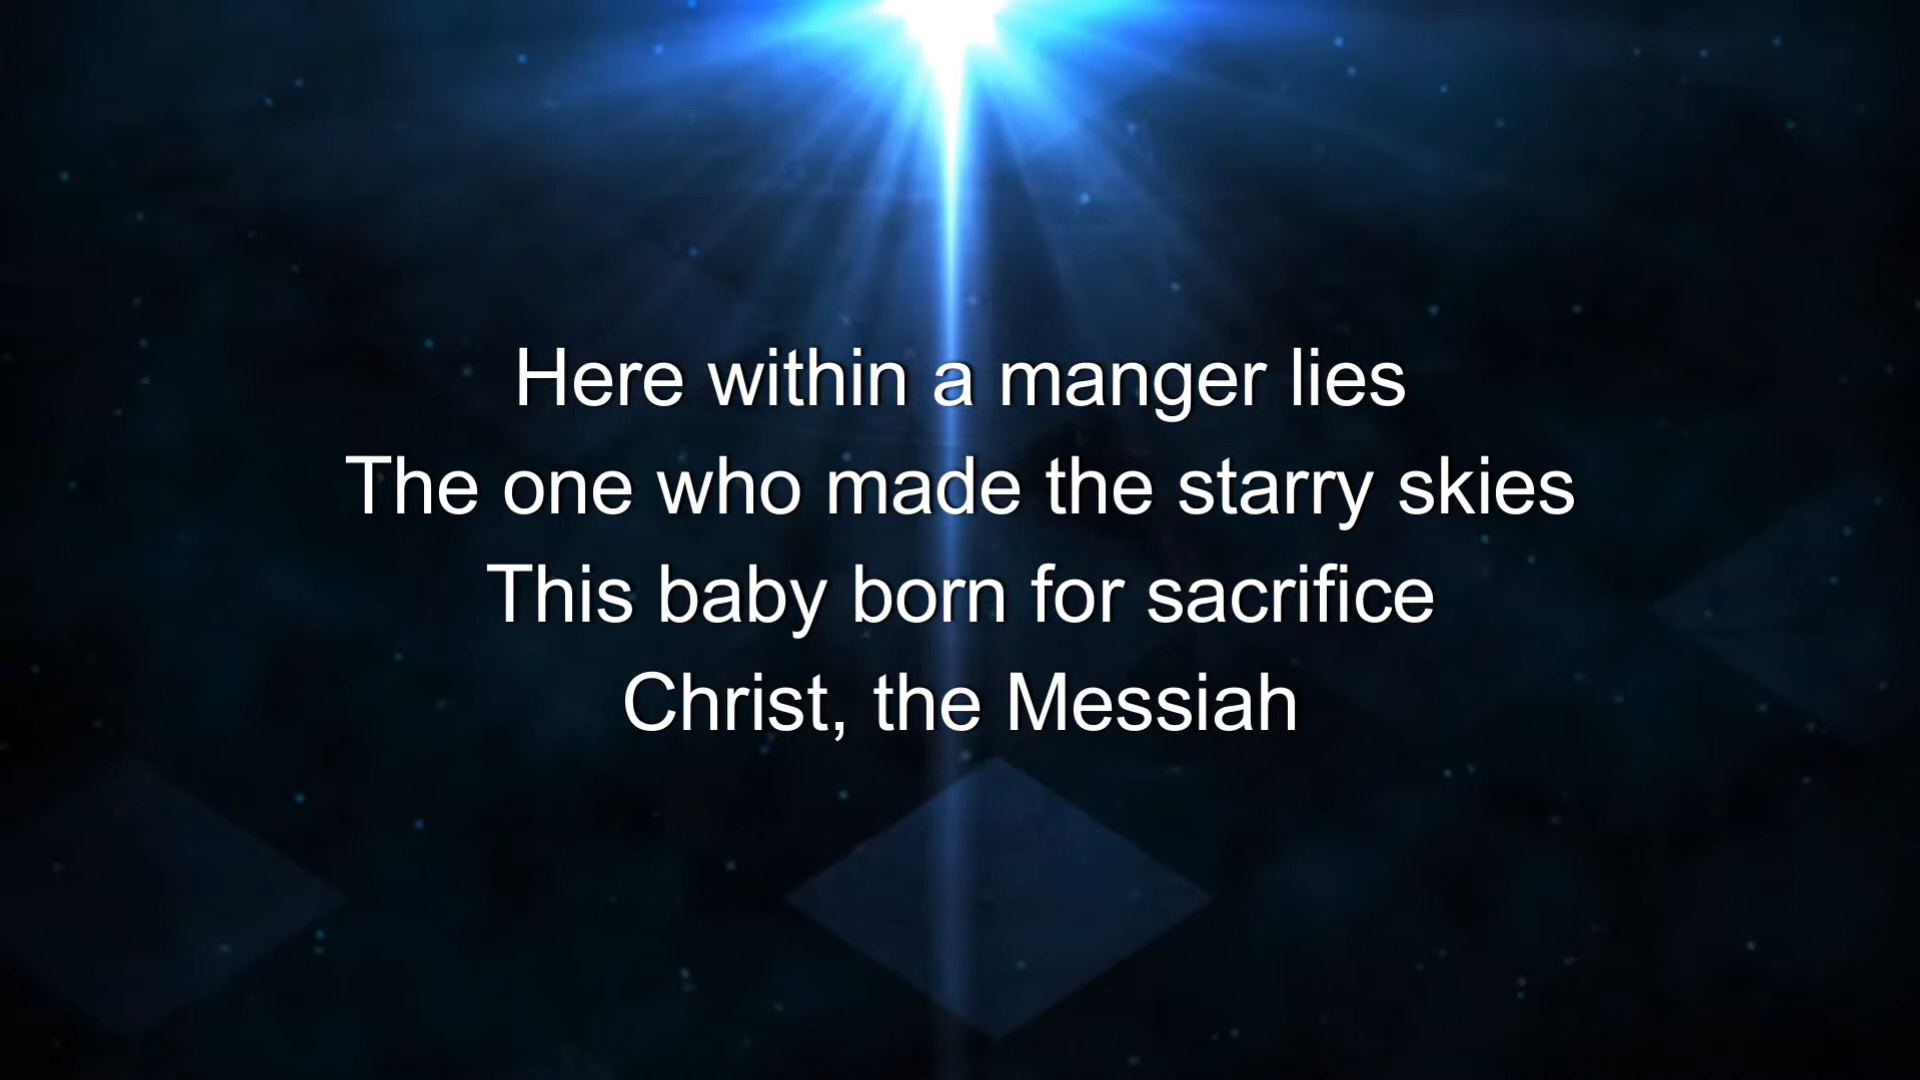 Here within a manger lies
The one who made the starry skies
This baby born for sacrifice
Christ, the Messiah